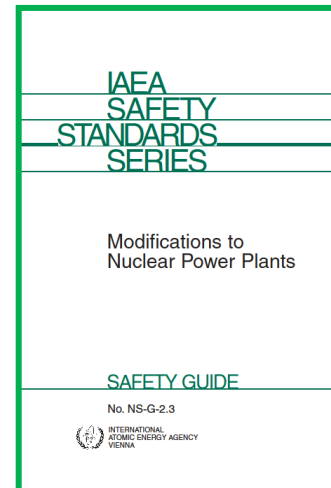 IAEA
SAFETY
STANDARDS
SERIES
Modifications to
Nuclear Power Plants
SAFETY GUIDE
No. NS-G-2.3
INTERNATIONAL
ATOMIC ENERGY AGENCY
VIENNA